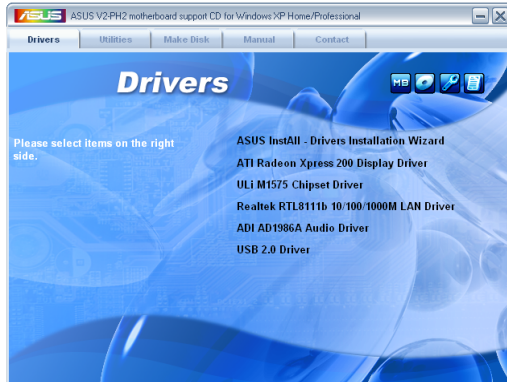 ASUS ASUS V2-PH2 motherboard support CD for Windows XP Home/Professional
Drivers Utilities Make Disk Manual Contact
Drivers
MB
Please select items on the right
side.
ASUS InstAll - Drivers Installation Wizard
ATI Radeon Xpress 200 Display Driver
ULi M1575 Chipset Driver
Realtek RTL8111b 10/100/1000M LAN Driver
ADI AD1986A Audio Driver
USB 2.0 Driver